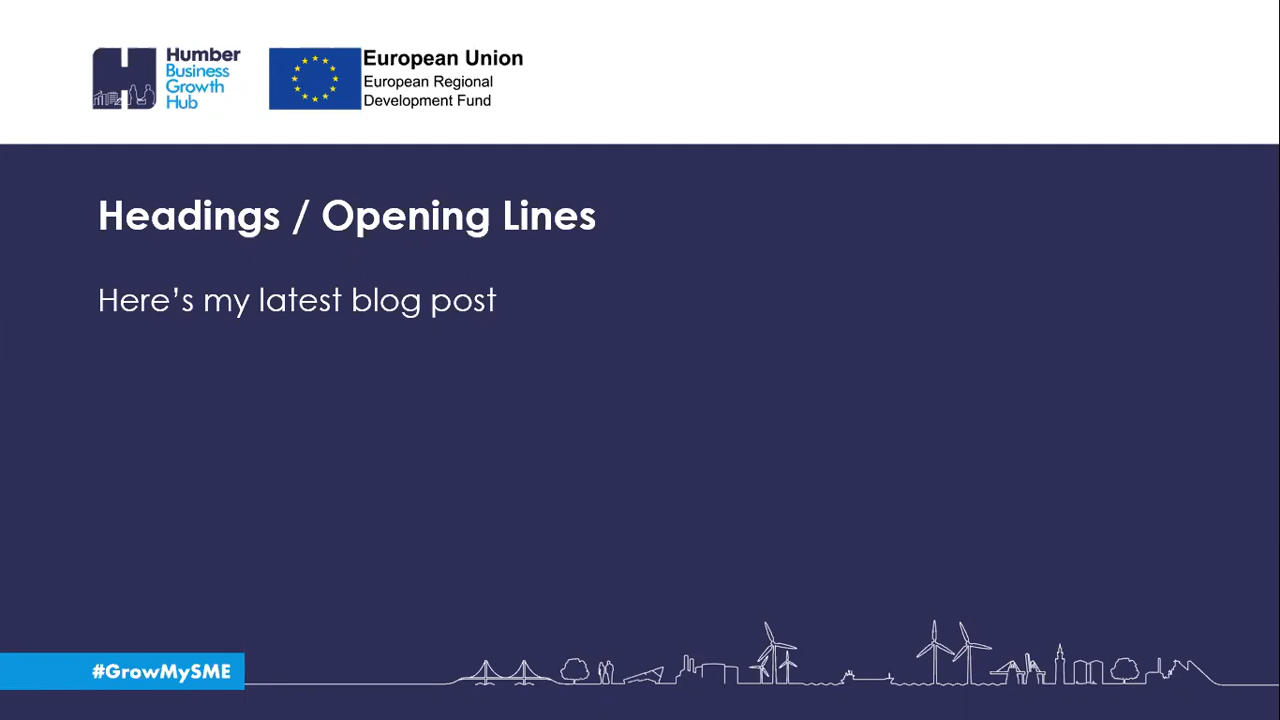 Humber
Business
Growth
Hub
European Union
European Regional
Development Fund
Headings / Opening Lines
Here’s my latest blog post
#GrowMySME